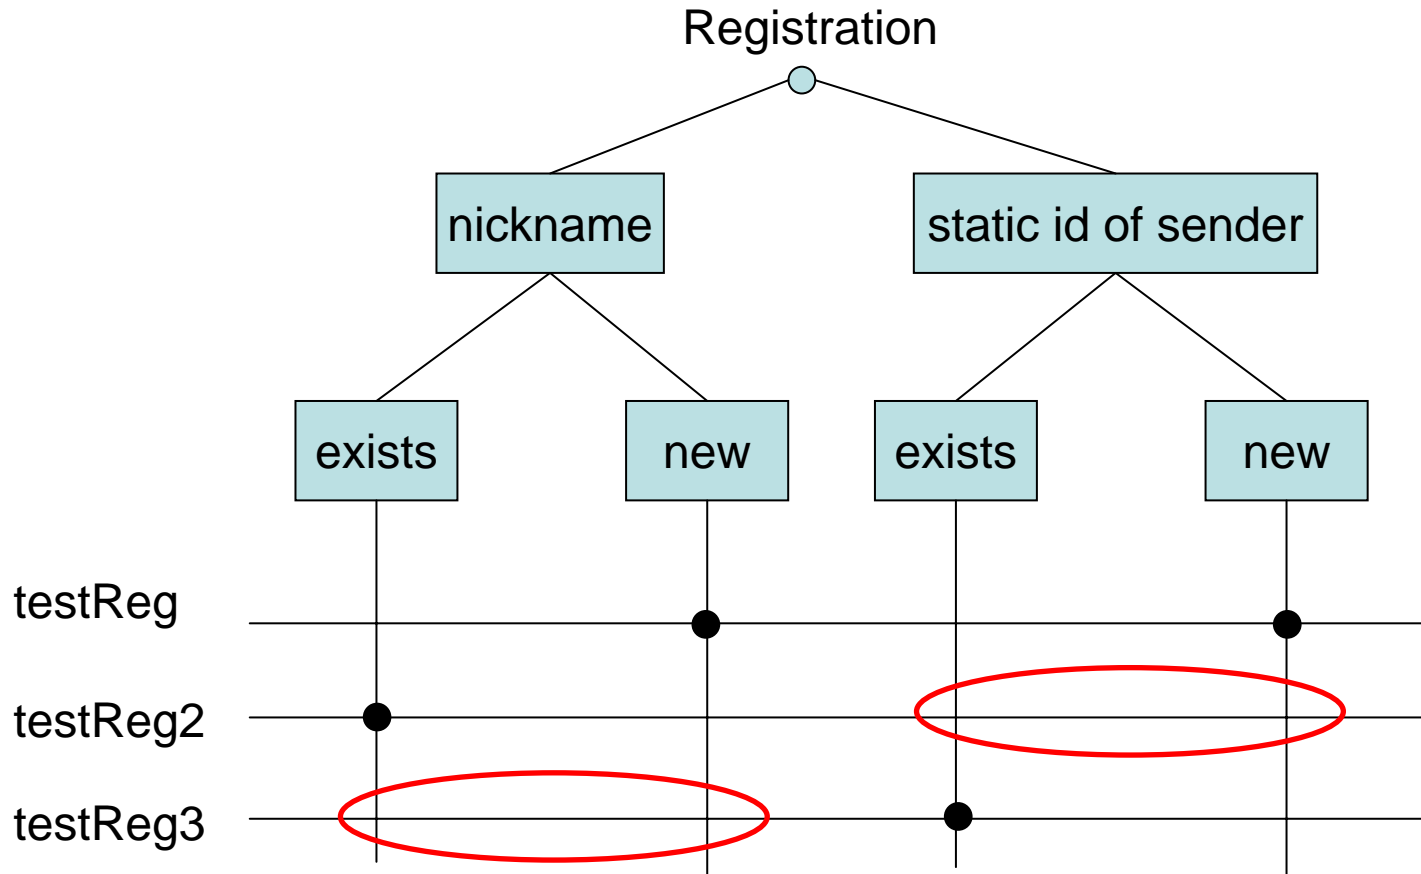 Registration
nickname
static id of sender
exists
new
exists
new
testReg
testReg2
testReg3